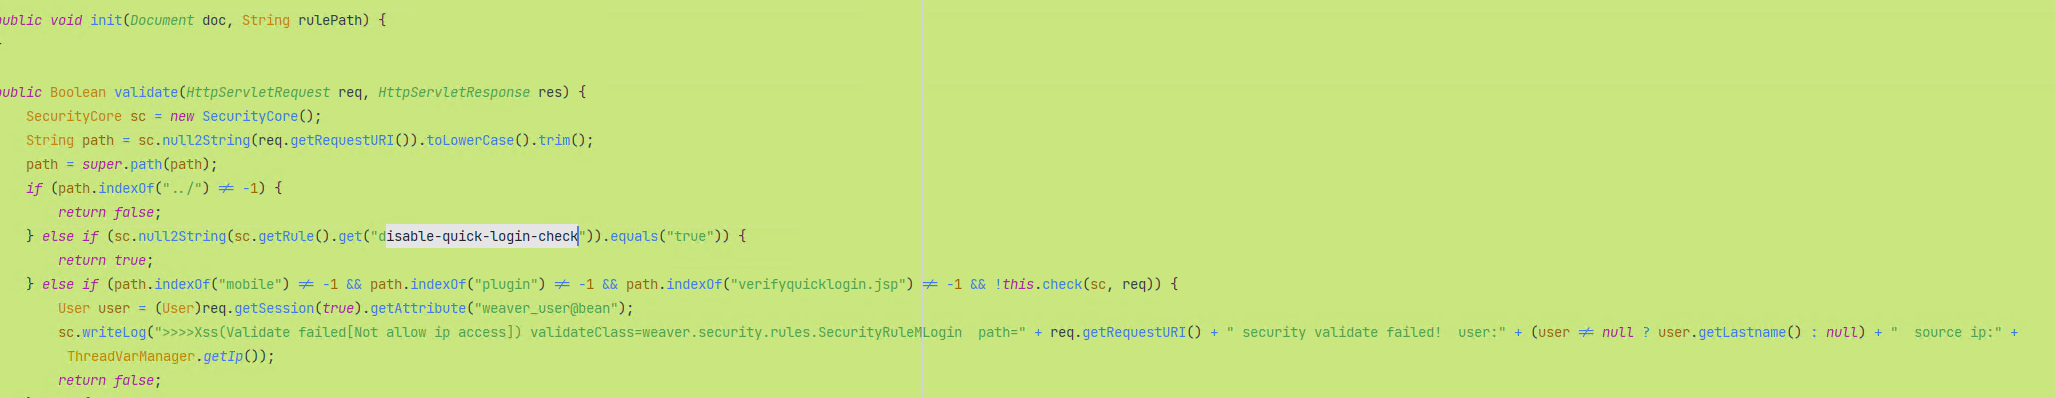 public void init(Document doc, String rulePath) {
public Boolean validate(HttpServletRequest req, HttpServletResponse res) {
SecurityCore sc = new SecurityCore();
String path = sc.null2String(req.getRequestURI()).toLowerCase().trim();
path = super.path(path);
if (path.indexOf("../") ≠ -1) {
return false;
} else if (sc.null2String(sc.getRule().get("disable-quick-login-check")).equals("true")) {
return true;
} else if (path.indexOf("mobile") ≠ -1 && path.indexOf("plugin") ≠ -1 && path.indexOf("verifyquicklogin.jsp") ≠ -1 && !this.check(sc, req)) {
User user = (User)req.getSession(true).getAttribute("weaver_user@bean");
sc.writeLog(">>>>Xss(Validate failed[Not allow ip access]) validateClass=weaver.security.rules.SecurityRuleMLogin  path=" + req.getRequestURI() + " security validate failed!  user:" + (user ≠ null ? user.getLastname() : null) + "  source ip:" +
ThreadVarManager.getIp());
return false;